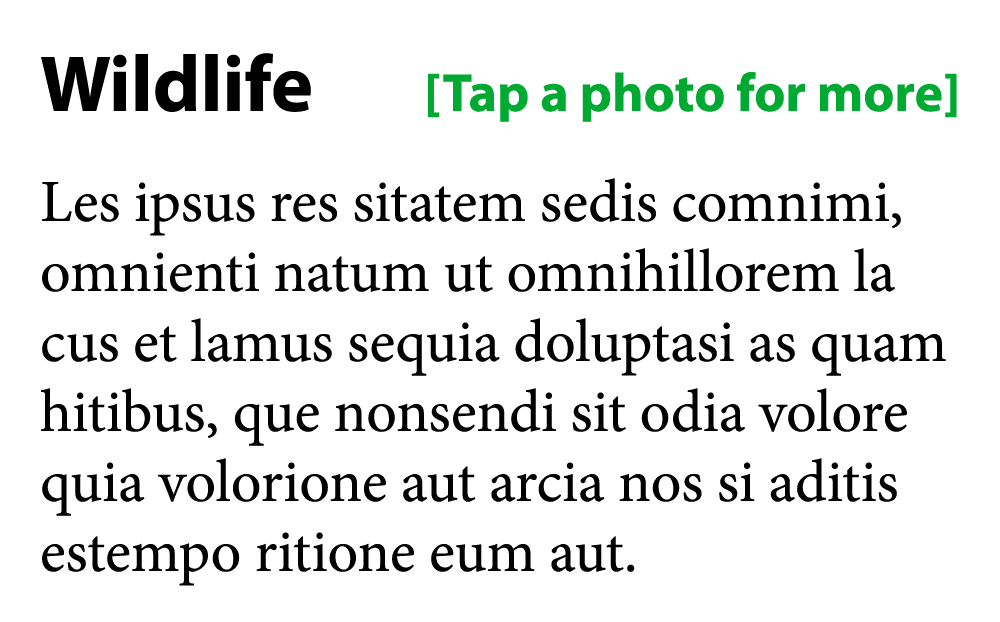 Wildlife [Tap a photo for more]
Les ipsus res sitatem sedis comnimi,
omnienti natum ut omnihillorem la
cus et lamus sequia doluptasi as quam
hitibus, que nonsendi sit odia volore
quia volorione aut arcia nos si aditis
estempo ritione eum aut.